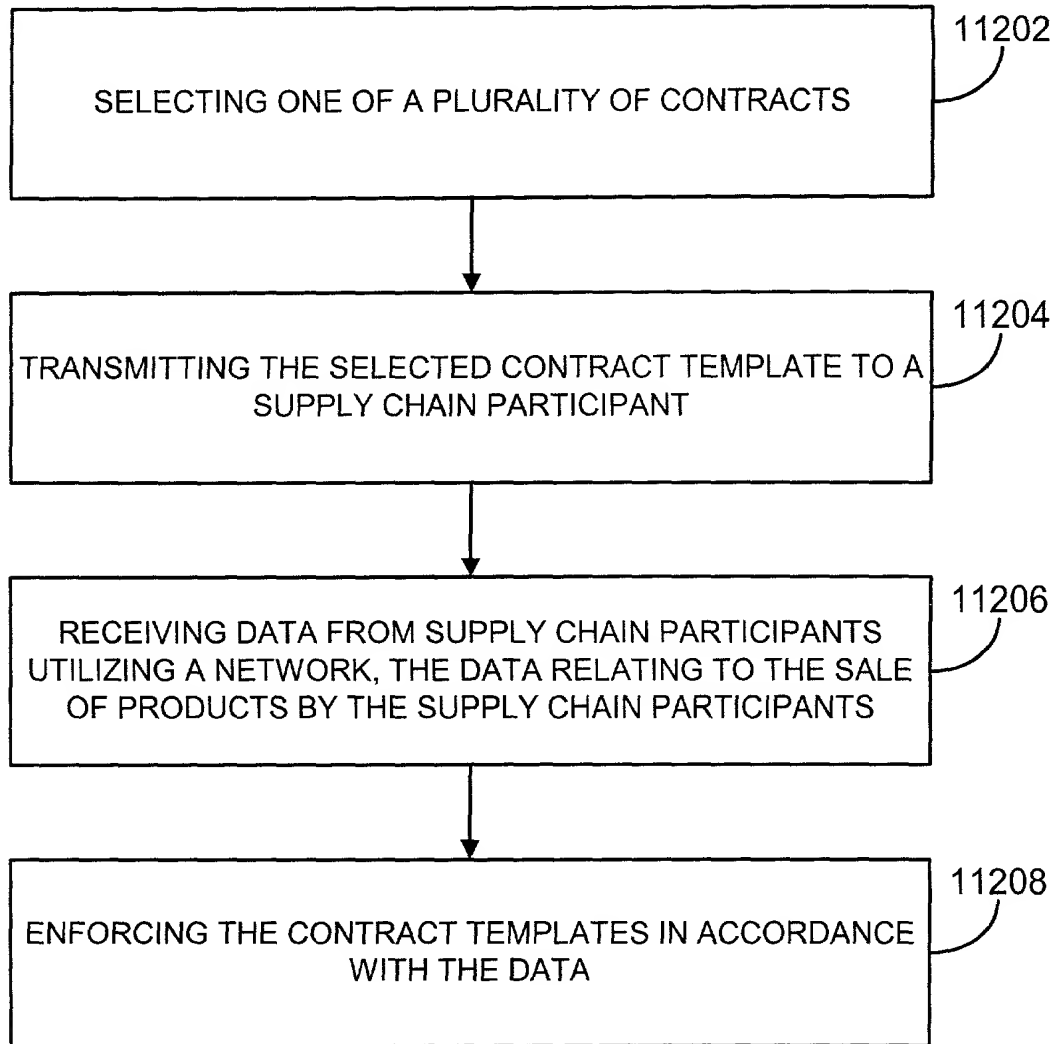 11202
SELECTING ONE OF A PLURALITY OF CONTRACTS
11204
TRANSMITTING THE SELECTED CONTRACT TEMPLATE TO A
SUPPLY CHAIN PARTICIPANT
11206
RECEIVING DATA FROM SUPPLY CHAIN PARTICIPANTS
UTILIZING A NETWORK, THE DATA RELATING TO THE SALE
OF PRODUCTS BY THE SUPPLY CHAIN PARTICIPANTS
11208
ENFORCING THE CONTRACT TEMPLATES IN ACCORDANCE
WITH THE DATA